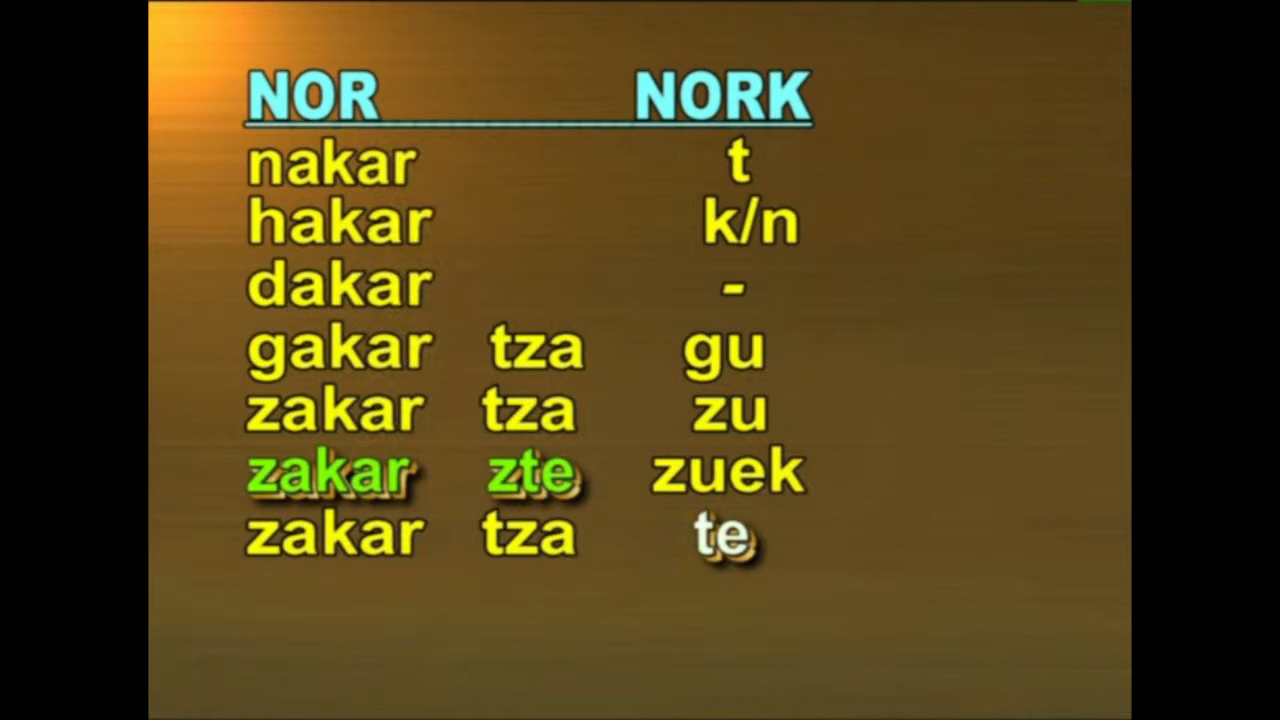 NOR NORK
nakar t
hakar k/n
dakar -
gakar tza gu
zakar tza zu
zakar zte zuek
zakar tza te